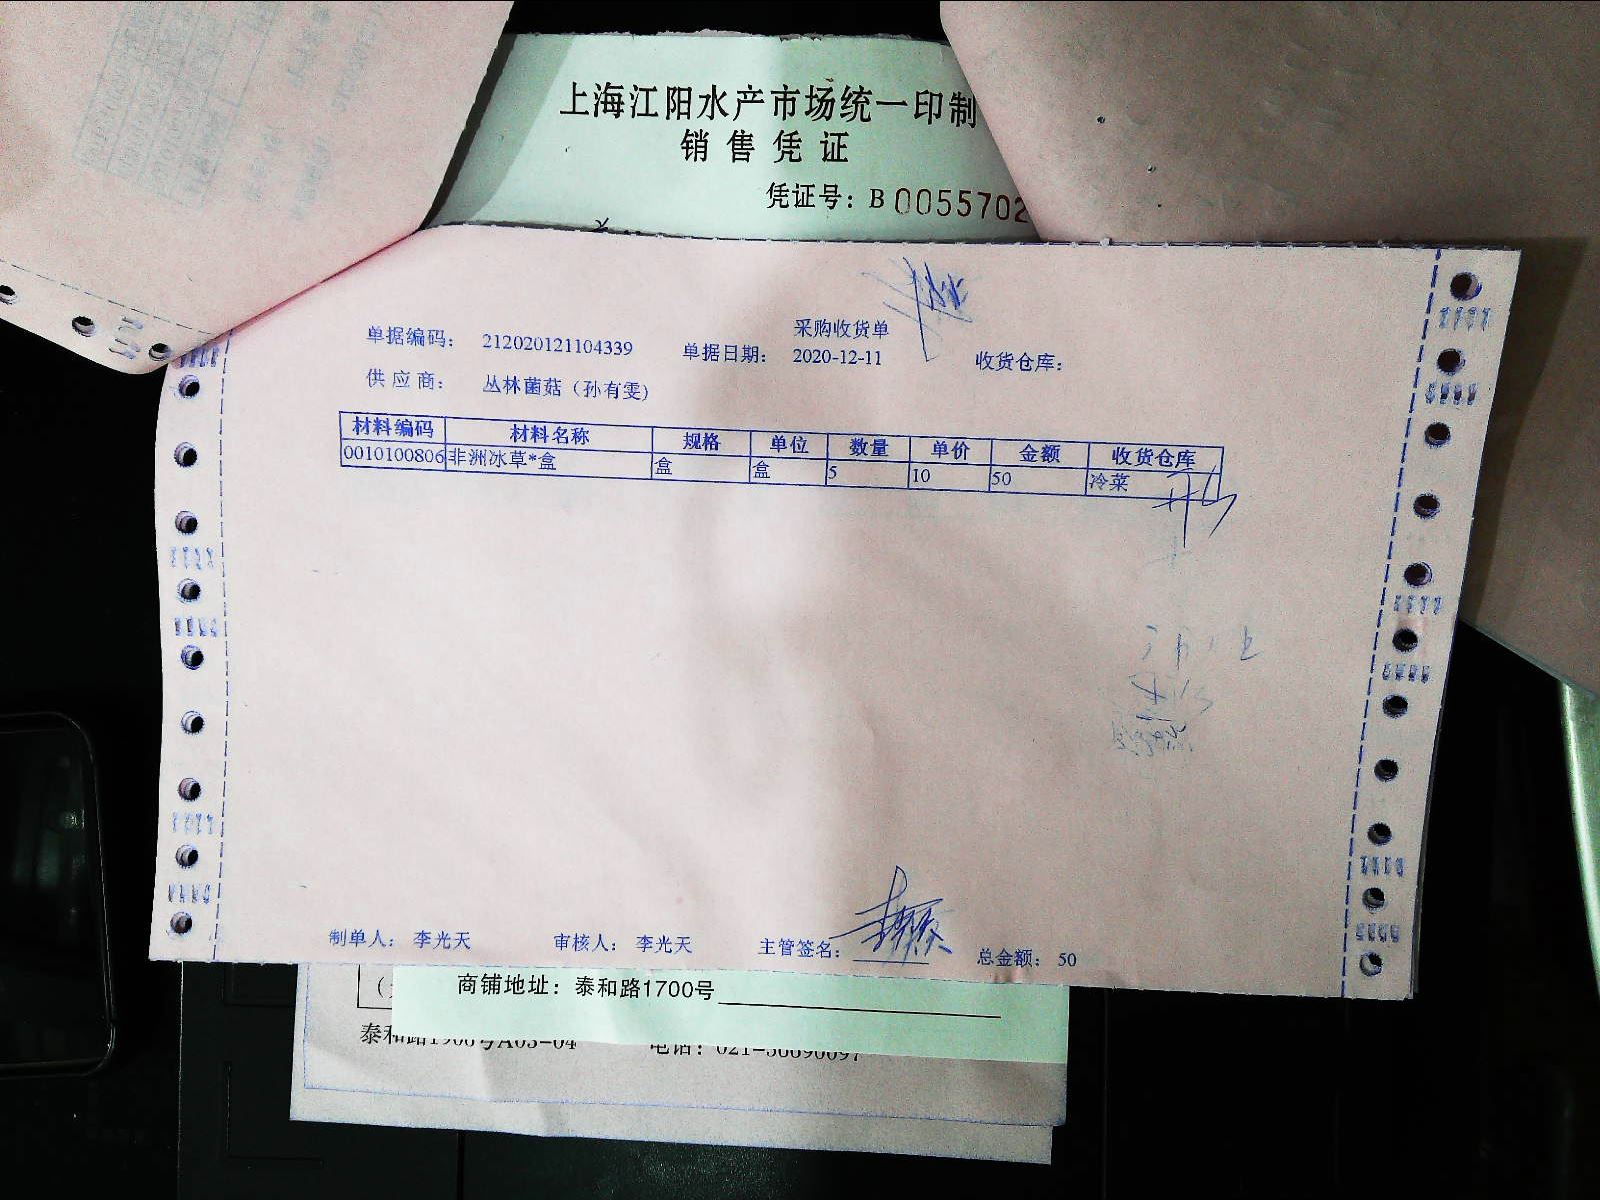 上海江阳水产市场统一印制
销售凭证
凭证号：B 0055702
采购收货单
单据编码： 212020121104339 单据日期： 2020-12-11 收货仓库：
供应商： 丛林菌菇（孙有雯）
材料编码 材料名称 规格 单位 数量 单价 金额 收货仓库
0010100806 非洲冰草*盒 盒 盒 5 10 50 冷菜
制单人： 李光天 审核人： 李光天 主管签名： 总金额： 50
商铺地址：泰和路1700号